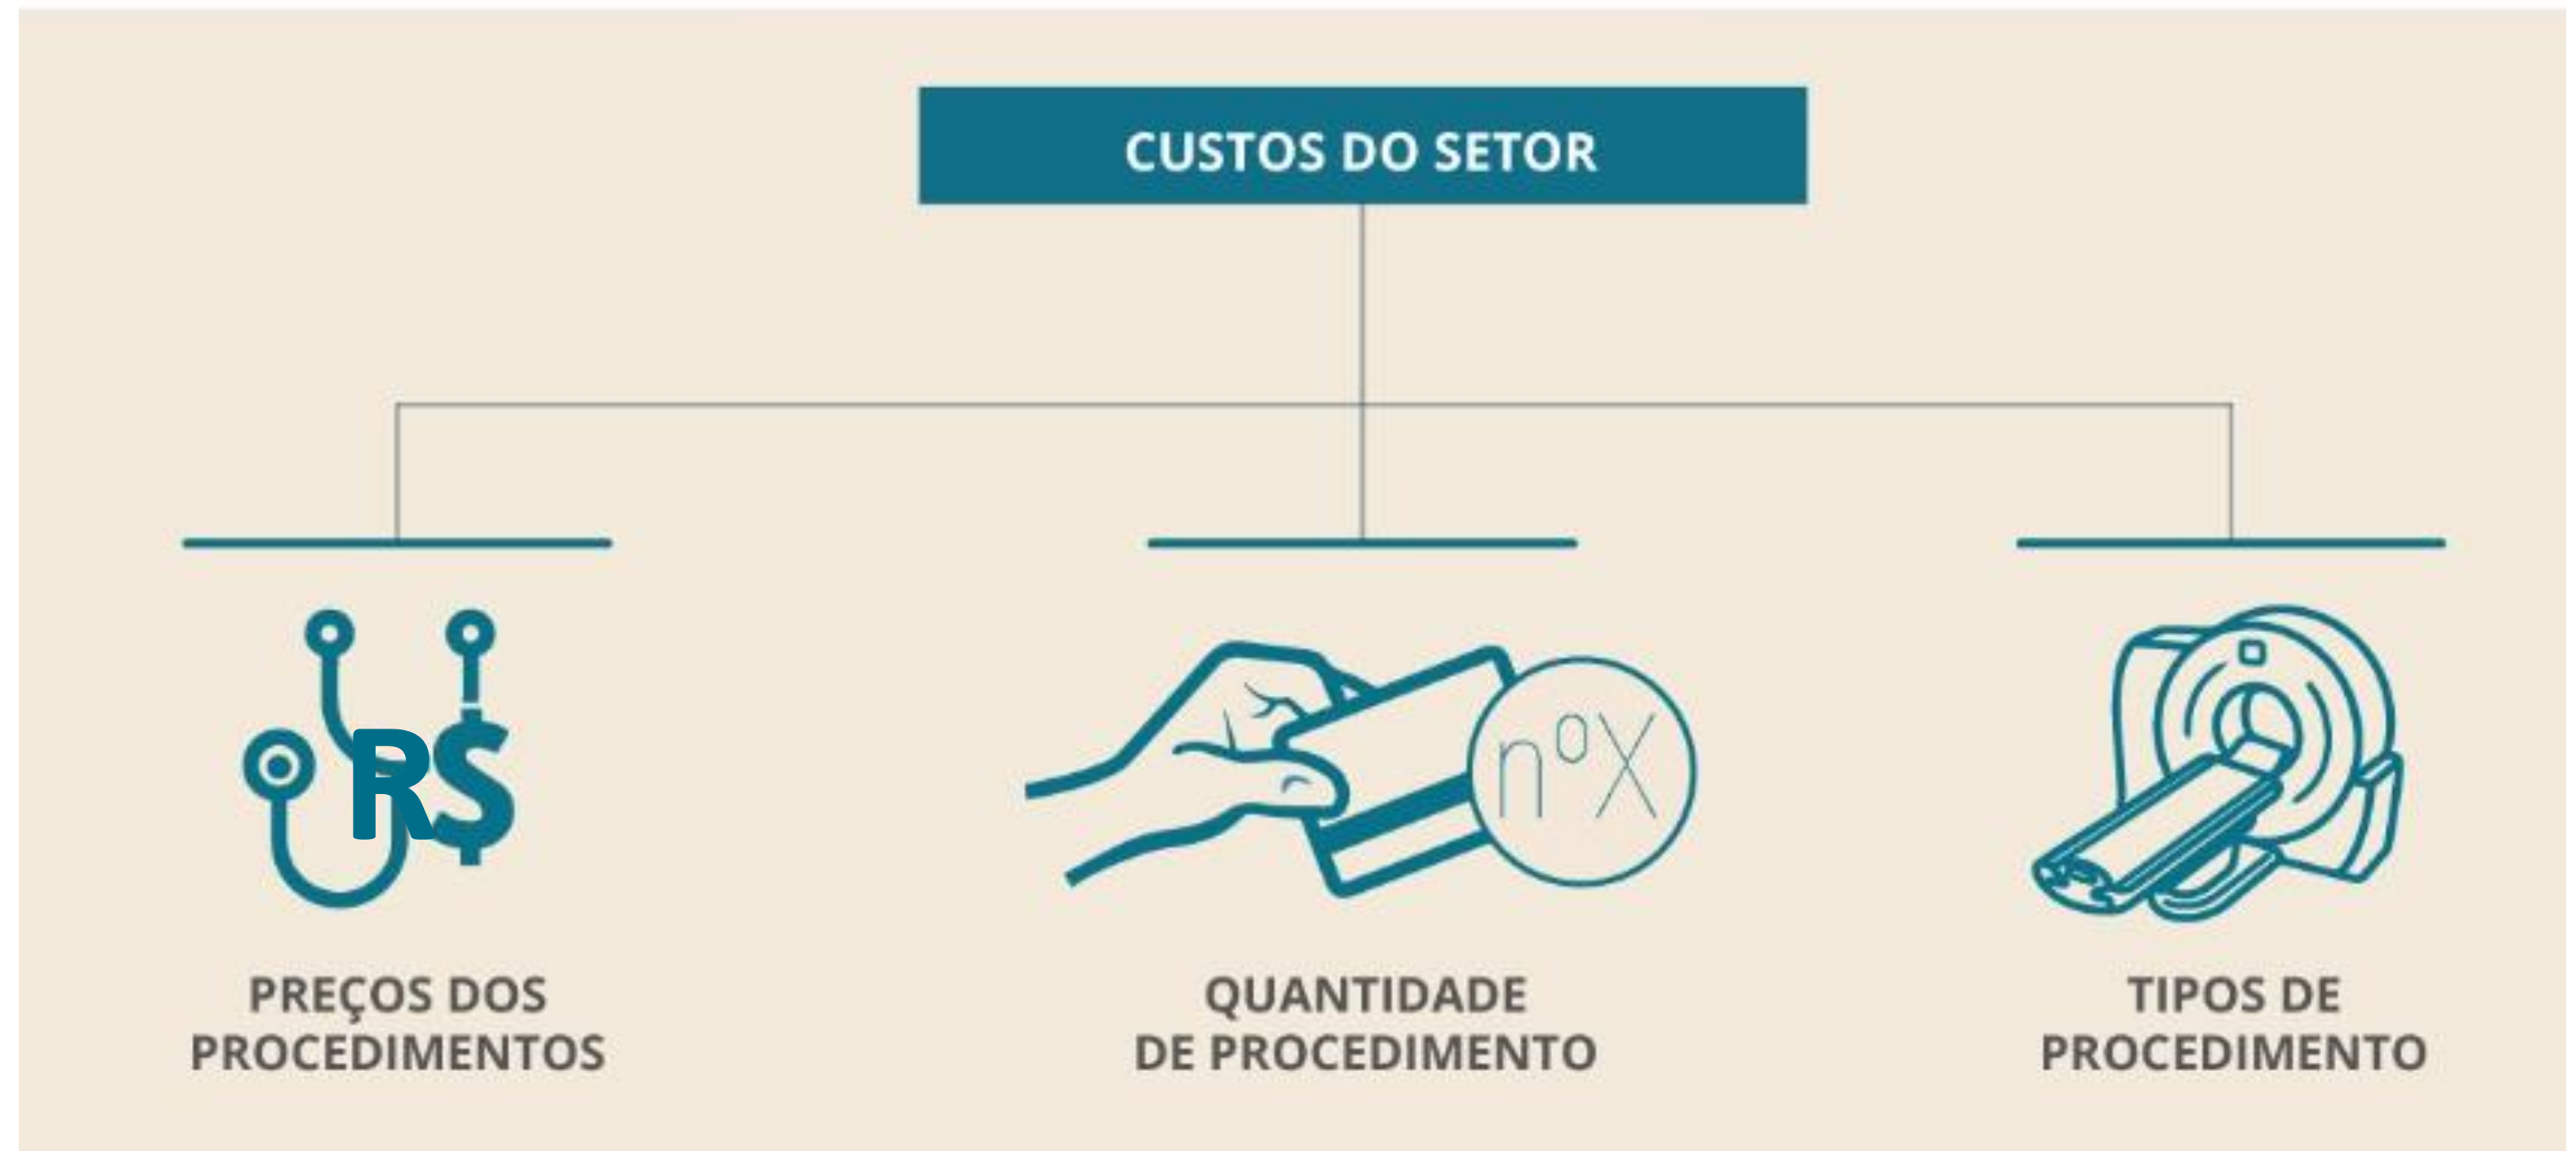 CUSTOS DO SETOR
R$
nºX
PREÇOS DOS
PROCEDIMENTOS
QUANTIDADE
DE PROCEDIMENTO
TIPOS DE
PROCEDIMENTO